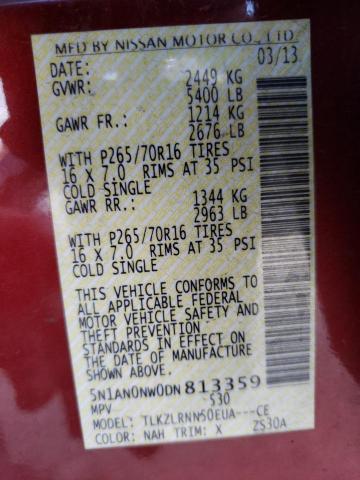 MFD BY NISSAN MOTOR CO., LTD
DATE: 03/13
GVWR: 2449 KG
5400 LB
GAWR FR.: 1214 KG
2676 LB
WITH P265/70R16 TIRES
16 X 7.0 RIMS AT 35 PSI
COLD SINGLE
GAWR RR.: 1344 KG
2963 LB
WITH P265/70R16 TIRES
16 X 7.0 RIMS AT 35 PSI
COLD SINGLE
THIS VEHICLE CONFORMS TO
ALL APPLICABLE FEDERAL
MOTOR VEHICLE SAFETY AND
THEFT PREVENTION
STANDARDS IN EFFECT ON
THE DATE OF MANUFACTURE
SHOWN ABOVE.
5N1AN0NW0DN813359
MPV S30
MODEL: TLKZLRNN50EUA---CE
COLOR: NAH TRIM: X ZS30A